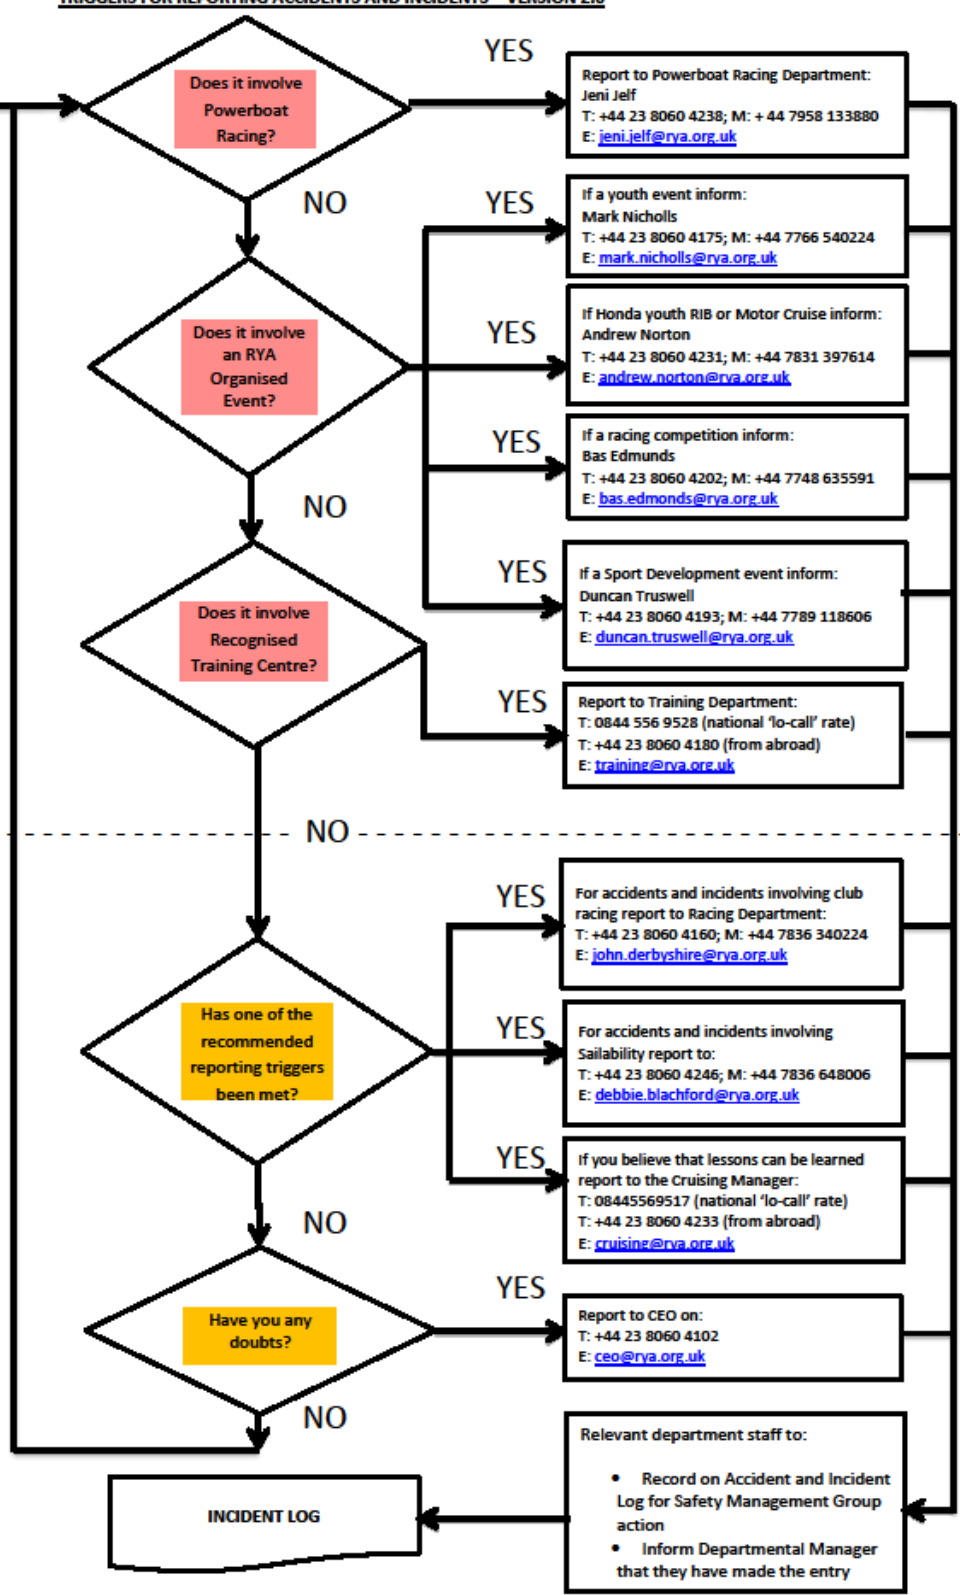 TRIGGERS FOR REPORTING ACCIDENTS AND INCIDENTS – VERSION 2.0
Does it involve
Powerboat
Racing?
YES
Report to Powerboat Racing Department:
Jeni Jelf
T: +44 23 8060 4238; M: + 44 7958 133880
E: jeni.jelf@rya.org.uk
NO
YES
If a youth event inform:
Mark Nicholls
T: +44 23 8060 4175; M: +44 7766 540224
E: mark.nicholls@rya.org.uk
Does it involve
an RYA
Organised
Event?
YES
If Honda youth RIB or Motor Cruise inform:
Andrew Norton
T: +44 23 8060 4231; M: +44 7831 397614
E: andrew.norton@rya.org.uk
YES
If a racing competition inform:
Bas Edmunds
T: +44 23 8060 4202; M: +44 7748 635591
E: bas.edmonds@rya.org.uk
NO
YES
If a Sport Development event inform:
Duncan Truswell
T: +44 23 8060 4193; M: +44 7789 118606
E: duncan.truswell@rya.org.uk
Does it involve
Recognised
Training Centre?
YES
Report to Training Department:
T: 0844 556 9528 (national ‘lo-call’ rate)
T: +44 23 8060 4180 (from abroad)
E: training@rya.org.uk
NO
YES
For accidents and incidents involving club
racing report to Racing Department:
T: +44 23 8060 4160; M: +44 7836 340224
E: john.derbyshire@rya.org.uk
Has one of the
recommended
reporting triggers
been met?
YES
For accidents and incidents involving
Sailability report to:
T: +44 23 8060 4246; M: +44 7836 648006
E: debbie.blachford@rya.org.uk
YES
If you believe that lessons can be learned
report to the Cruising Manager:
T: 08445569517 (national ‘lo-call’ rate)
T: +44 23 8060 4233 (from abroad)
E: cruising@rya.org.uk
NO
Have you any
doubts?
YES
Report to CEO on:
T: +44 23 8060 4102
E: ceo@rya.org.uk
NO
Relevant department staff to:
• Record on Accident and Incident
Log for Safety Management Group
action
• Inform Departmental Manager
that they have made the entry
INCIDENT LOG